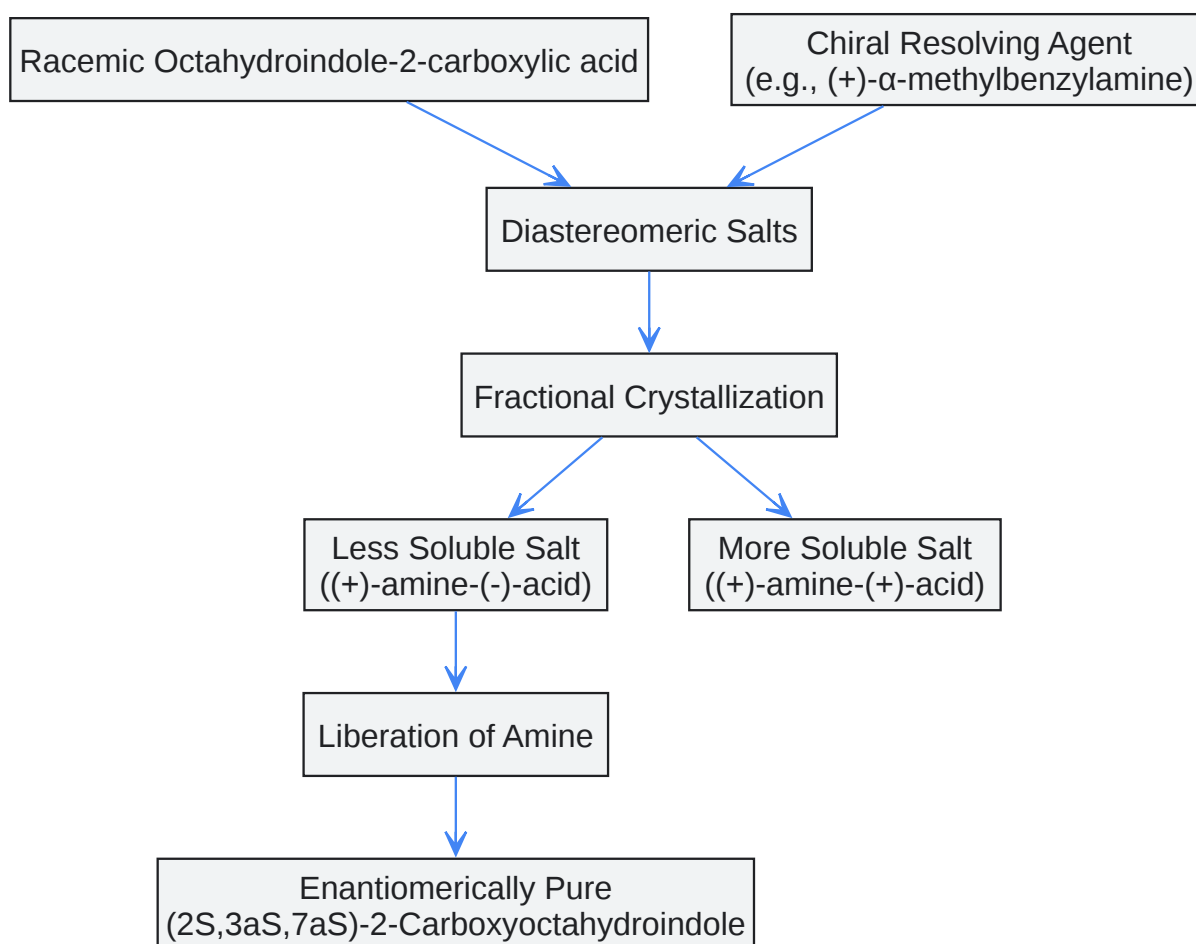 Racemic Octahydroindole-2-carboxylic acid
Chiral Resolving Agent
(e.g., (+)-α-methylbenzylamine)
Diastereomeric Salts
Fractional Crystallization
Less Soluble Salt
((+)-amine-(-)-acid)
More Soluble Salt
((+)-amine-(+)-acid)
Liberation of Amine
Enantiomerically Pure
(2S,3aS,7aS)-2-Carboxyoctahydroindole